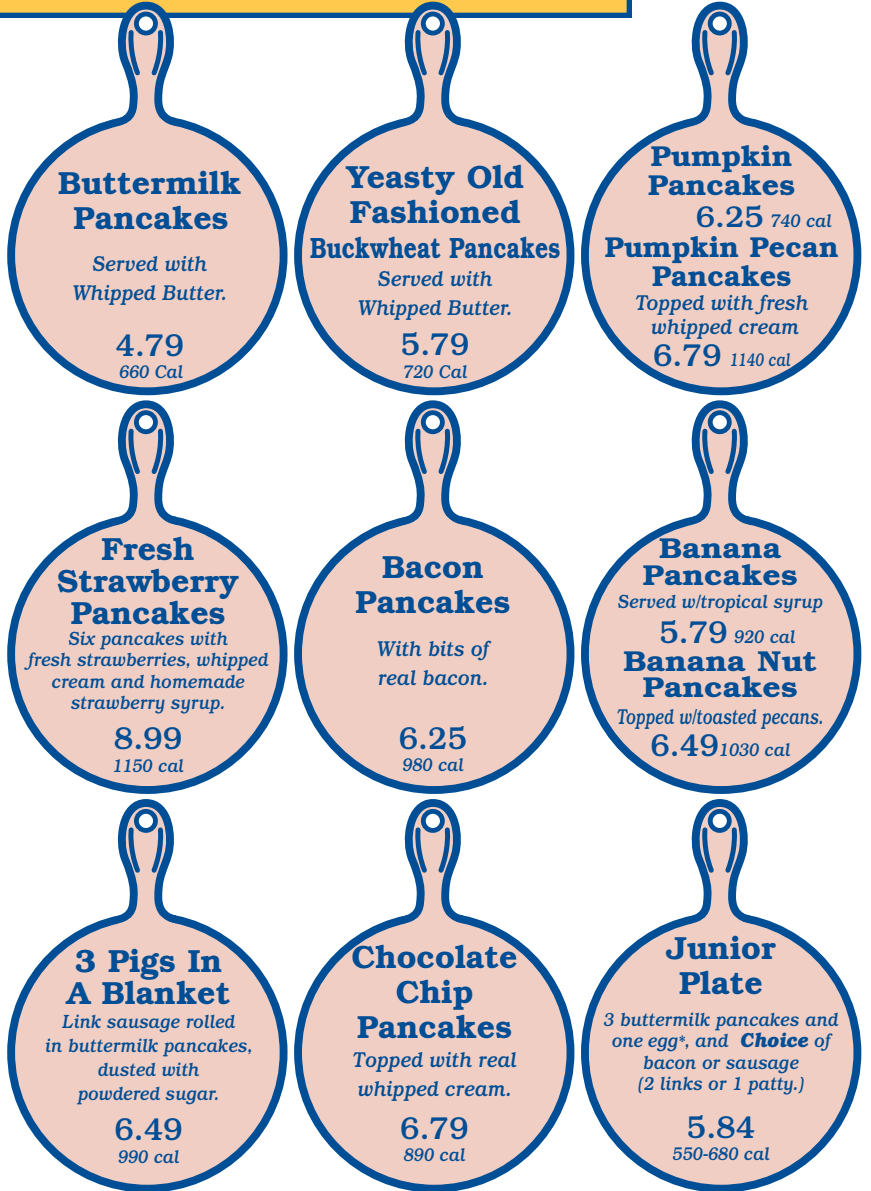 Buttermilk
Pancakes
Served with
Whipped Butter.
4.79
660 Cal
Yeasty Old
Fashioned
Buckwheat Pancakes
Served with
Whipped Butter.
5.79
720 Cal
Pumpkin
Pancakes
6.25 740 cal
Pumpkin Pecan
Pancakes
Topped with fresh
whipped cream
6.79 1140 cal
Fresh
Strawberry
Pancakes
Six pancakes with
fresh strawberries, whipped
cream and homemade
strawberry syrup.
8.99
1150 cal
Bacon
Pancakes
With bits of
real bacon.
6.25
980 cal
Banana
Pancakes
Served w/tropical syrup
5.79 920 cal
Banana Nut
Pancakes
Topped w/toasted pecans.
6.49 1030 cal
3 Pigs In
A Blanket
Link sausage rolled
in buttermilk pancakes,
dusted with
powdered sugar.
6.49
990 cal
Chocolate
Chip
Pancakes
Topped with real
whipped cream.
6.79
890 cal
Junior
Plate
3 buttermilk pancakes and
one egg*, and Choice of
bacon or sausage
(2 links or 1 patty.)
5.84
550-680 cal